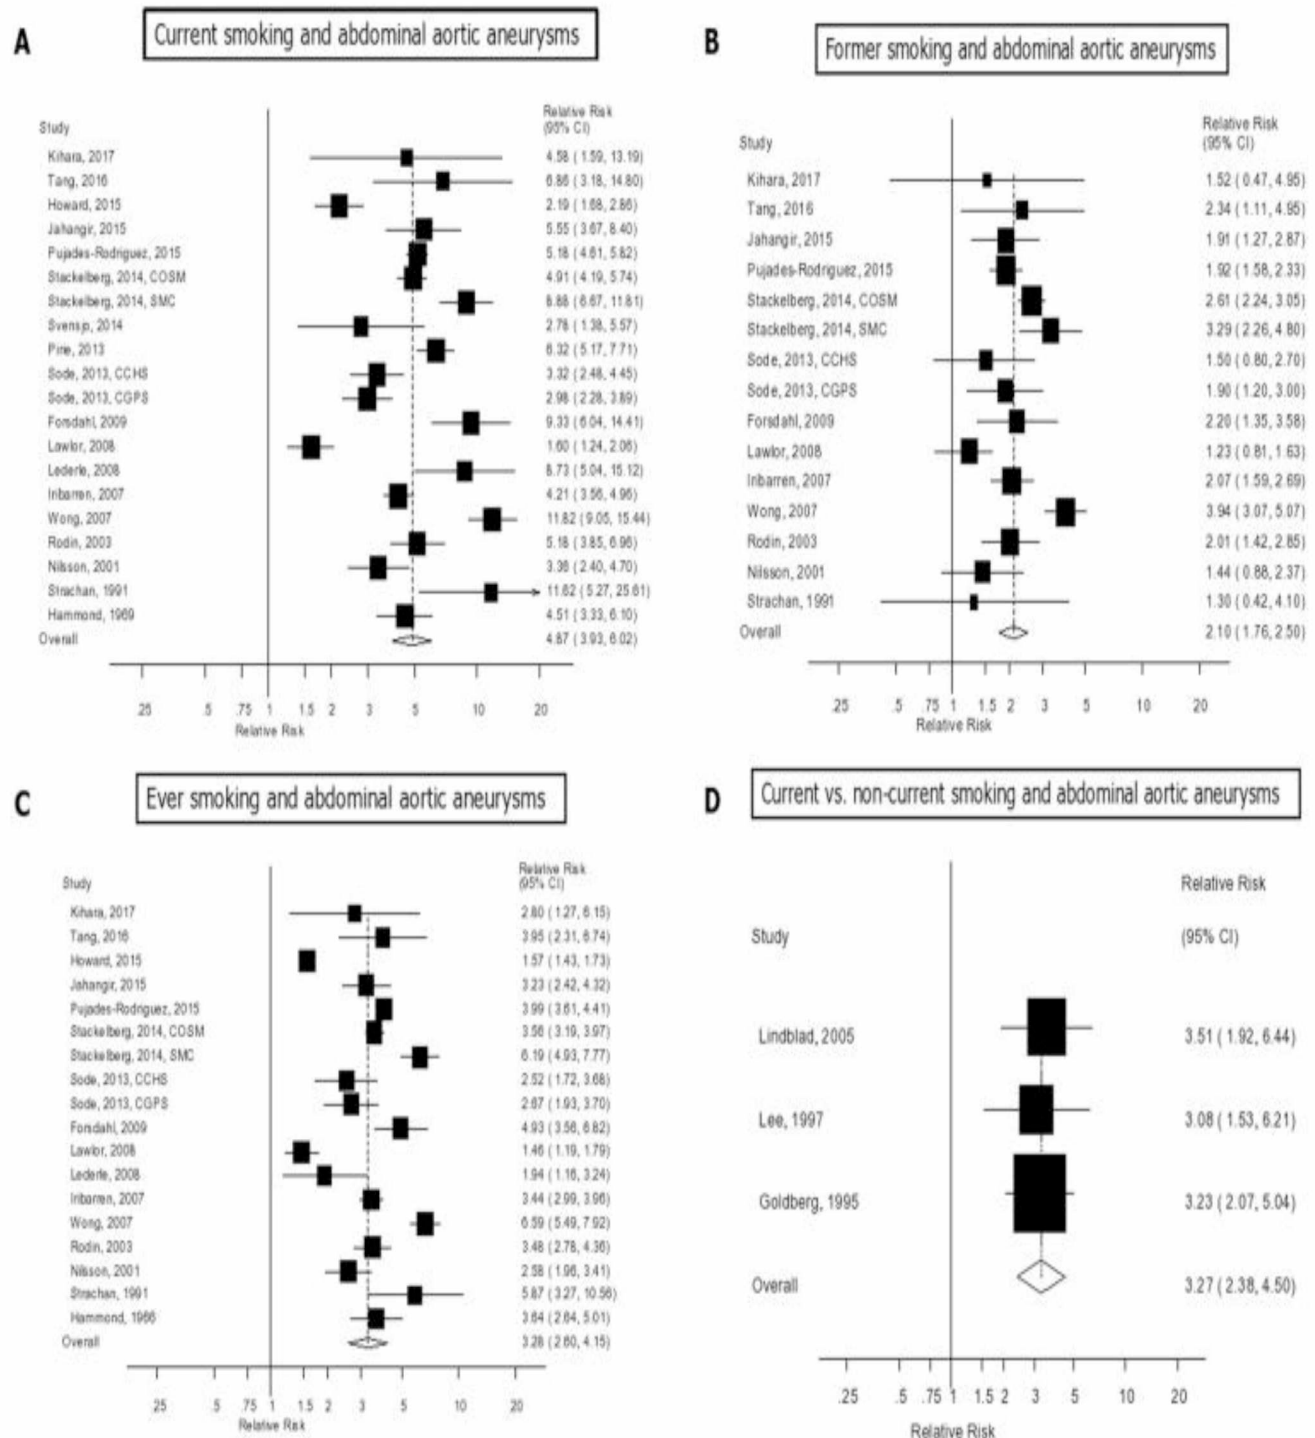 A
Current smoking and abdominal aortic aneurysms
Relative Risk
Study (95% CI)
Kihara, 2017 4.58 ( 1.59, 13.19)
Tang, 2016 6.86 ( 3.18, 14.80)
Howard, 2015 2.19 ( 1.68, 2.86)
Jahangir, 2015 5.55 ( 3.67, 8.40)
Pujades-Rodriguez, 2015 5.18 ( 4.61, 5.82)
Stackelberg, 2014, COSM 4.91 ( 4.19, 5.74)
Stackelberg, 2014, SMC 8.88 ( 6.67, 11.81)
Svensjo, 2014 2.78 ( 1.38, 5.57)
Pine, 2013 6.32 ( 5.17, 7.71)
Sode, 2013, CCHS 3.32 ( 2.48, 4.45)
Sode, 2013, CGPS 2.98 ( 2.28, 3.89)
Forsdahl, 2009 9.33 ( 6.04, 14.41)
Lawlor, 2008 1.60 ( 1.24, 2.06)
Lederle, 2008 8.73 ( 5.04, 15.12)
Iribarren, 2007 4.21 ( 3.56, 4.96)
Wong, 2007 11.82 ( 9.05, 15.44)
Rodin, 2003 5.18 ( 3.85, 6.96)
Nilsson, 2001 3.36 ( 2.40, 4.70)
Strachan, 1991 11.62 ( 5.27, 25.61)
Hammond, 1969 4.51 ( 3.33, 6.10)
Overall 4.87 ( 3.93, 6.02)
.25 .5 .75 1 1.5 2 3 5 10 20
Relative Risk
B
Former smoking and abdominal aortic aneurysms
Relative Risk
Study (95% CI)
Kihara, 2017 1.52 ( 0.47, 4.95)
Tang, 2016 2.34 ( 1.11, 4.95)
Jahangir, 2015 1.91 ( 1.27, 2.87)
Pujades-Rodriguez, 2015 1.92 ( 1.58, 2.33)
Stackelberg, 2014, COSM 2.61 ( 2.24, 3.05)
Stackelberg, 2014, SMC 3.29 ( 2.26, 4.80)
Sode, 2013, CCHS 1.50 ( 0.80, 2.70)
Sode, 2013, CGPS 1.90 ( 1.20, 3.00)
Forsdahl, 2009 2.20 ( 1.35, 3.58)
Lawlor, 2008 1.23 ( 0.81, 1.63)
Iribarren, 2007 2.07 ( 1.59, 2.69)
Wong, 2007 3.94 ( 3.07, 5.07)
Rodin, 2003 2.01 ( 1.42, 2.85)
Nilsson, 2001 1.44 ( 0.88, 2.37)
Strachan, 1991 1.30 ( 0.42, 4.10)
Overall 2.10 ( 1.76, 2.50)
.25 .5 .75 1 1.5 2 3 5 10 20
Relative Risk
C
Ever smoking and abdominal aortic aneurysms
Relative Risk
Study (95% CI)
Kihara, 2017 2.80 ( 1.27, 6.15)
Tang, 2016 3.95 ( 2.31, 6.74)
Howard, 2015 1.57 ( 1.43, 1.73)
Jahangir, 2015 3.23 ( 2.42, 4.32)
Pujades-Rodriguez, 2015 3.99 ( 3.61, 4.41)
Stackelberg, 2014, COSM 3.56 ( 3.19, 3.97)
Stackelberg, 2014, SMC 6.19 ( 4.93, 7.77)
Sode, 2013, CCHS 2.52 ( 1.72, 3.68)
Sode, 2013, CGPS 2.67 ( 1.93, 3.70)
Forsdahl, 2009 4.93 ( 3.56, 6.82)
Lawlor, 2008 1.46 ( 1.19, 1.79)
Lederle, 2008 1.94 ( 1.16, 3.24)
Iribarren, 2007 3.44 ( 2.99, 3.96)
Wong, 2007 6.59 ( 5.49, 7.92)
Rodin, 2003 3.48 ( 2.78, 4.36)
Nilsson, 2001 2.58 ( 1.96, 3.41)
Strachan, 1991 5.87 ( 3.27, 10.56)
Hammond, 1966 3.64 ( 2.64, 5.01)
Overall 3.28 ( 2.60, 4.15)
.25 .5 .75 1 1.5 2 3 5 10 20
Relative Risk
D
Current vs. non-current smoking and abdominal aortic aneurysms
Relative Risk
Study (95% CI)
Lindblad, 2005 3.51 ( 1.92, 6.44)
Lee, 1997 3.08 ( 1.53, 6.21)
Goldberg, 1995 3.23 ( 2.07, 5.04)
Overall 3.27 ( 2.38, 4.50)
.25 .5 .75 1 1.5 2 3 5 10 20
Relative Risk